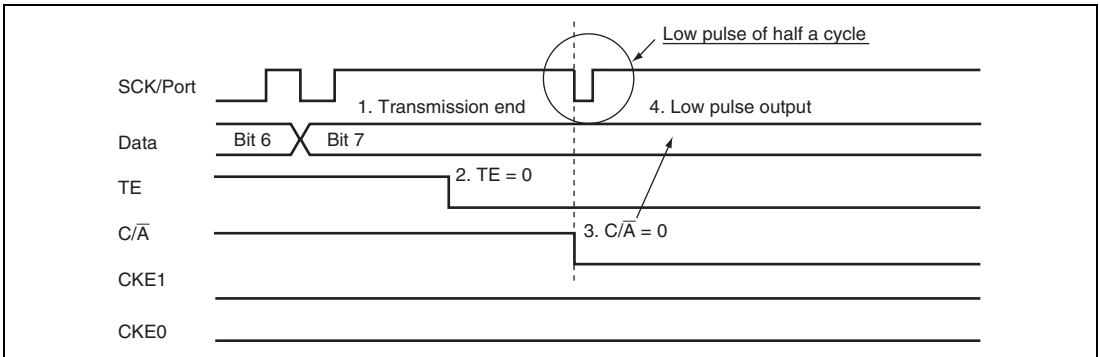 Low pulse of half a cycle
SCK/Port
1. Transmission end
4. Low pulse output
Data
Bit 6
Bit 7
TE
2. TE = 0
C/A̅
3. C/A̅ = 0
CKE1
CKE0